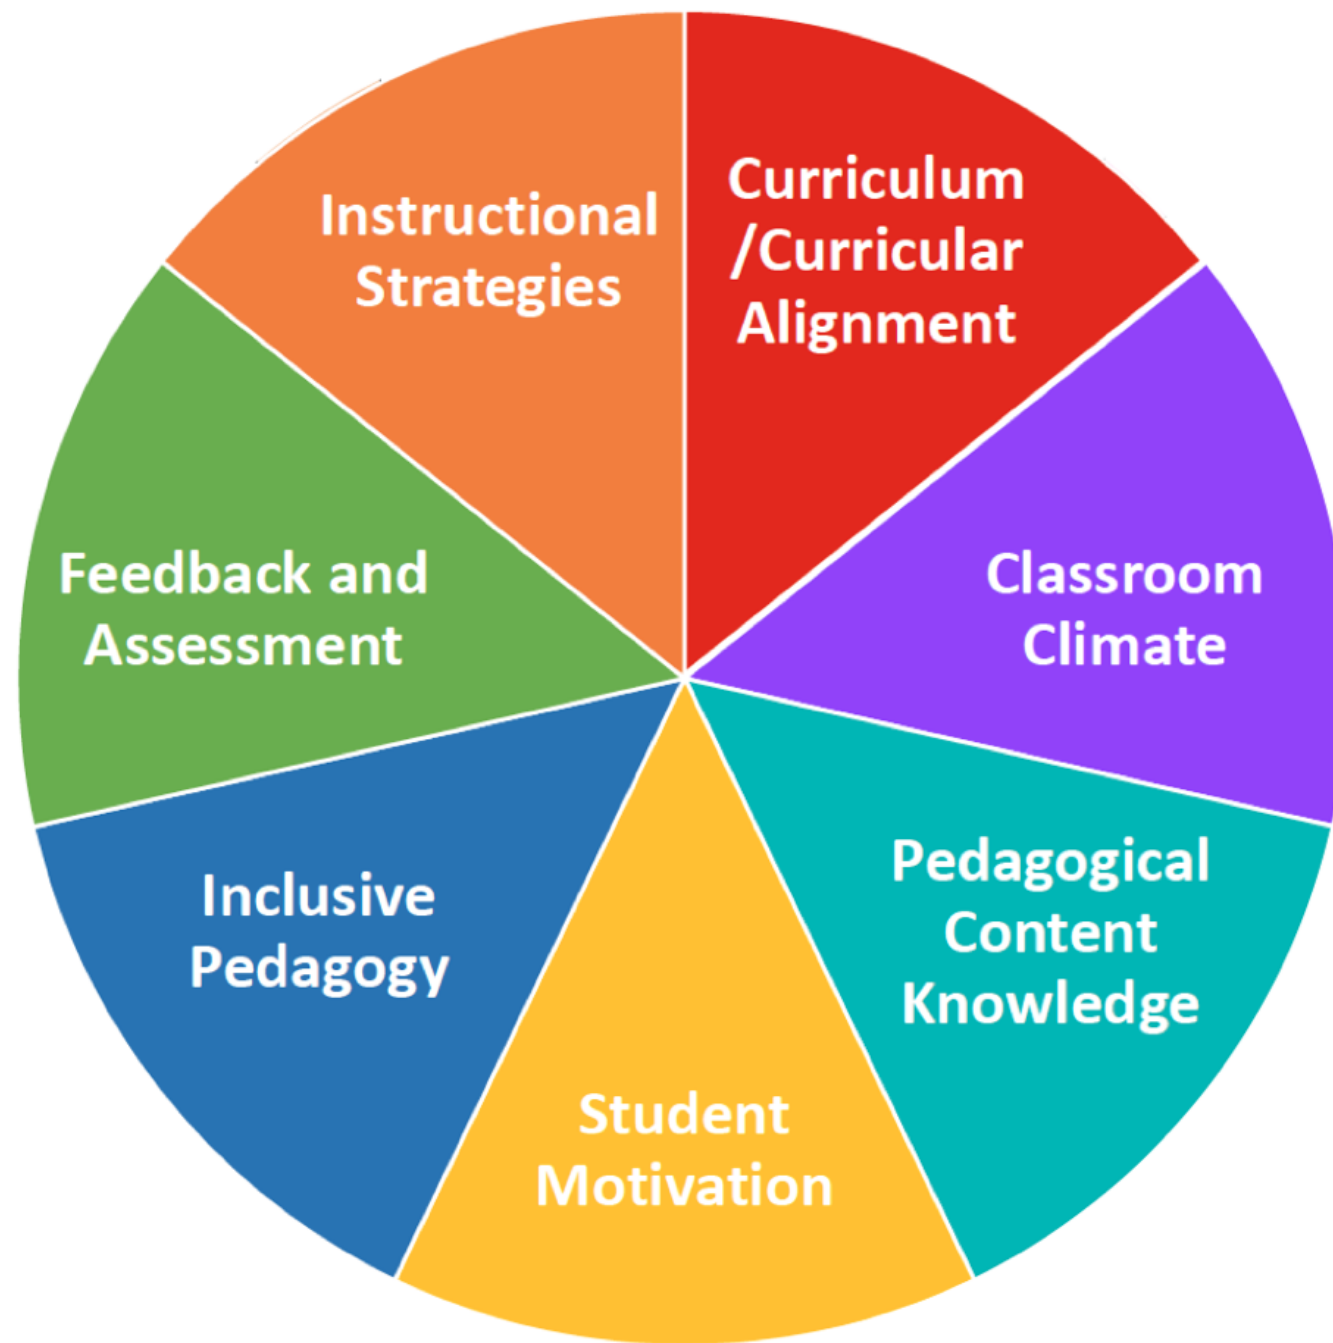 Instructional
Strategies
Curriculum
/Curricular
Alignment
Feedback and
Assessment
Classroom
Climate
Inclusive
Pedagogy
Pedagogical
Content
Knowledge
Student
Motivation